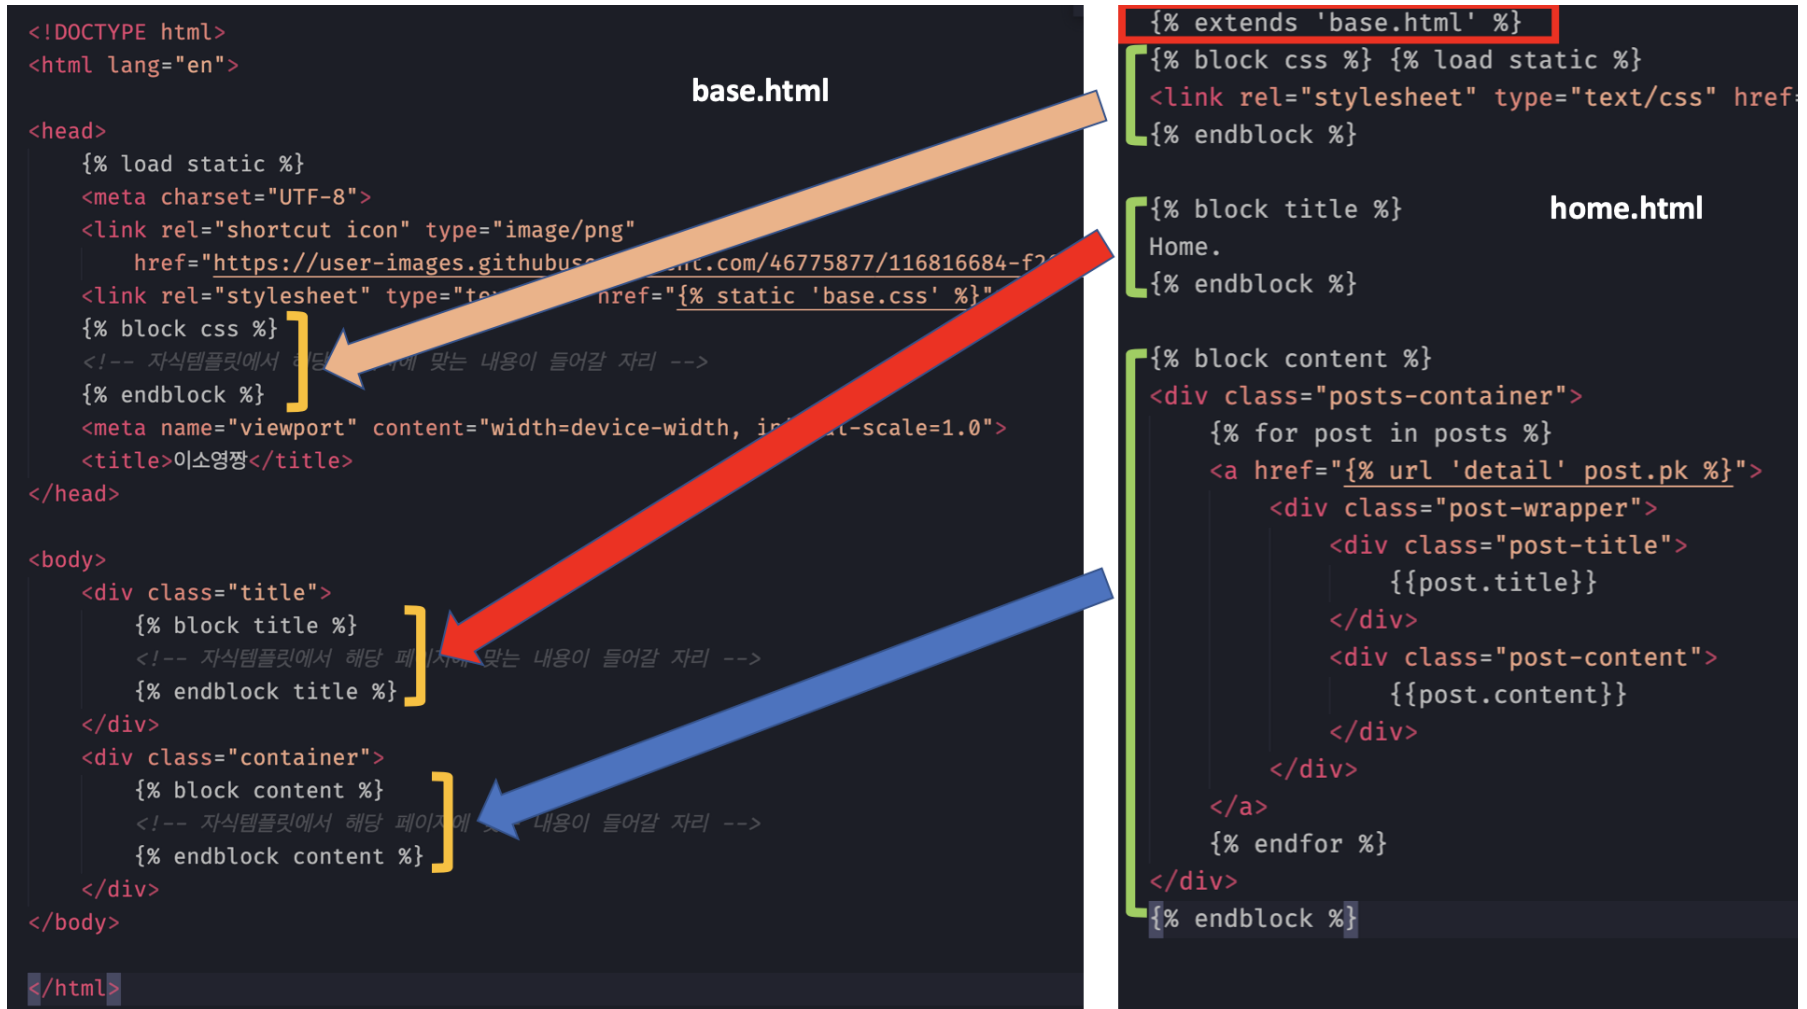 <!DOCTYPE html>
<html lang="en">
base.html
<head>
{% load static %}
<meta charset="UTF-8">
<link rel="shortcut icon" type="image/png"
href="https://user-images.githubus nt.com/46775877/116816684-f2
<link rel="stylesheet" type="te href="{% static 'base.css' %}"
{% block css %}
<!-- 자식템플릿에서 맞는 내용이 들어갈 자리 -->
{% endblock %}
<meta name="viewport" content="width=device-width, in l-scale=1.0">
<title>이소영짱</title>
</head>
<body>
<div class="title">
{% block title %}
<!-- 자식템플릿에서 해당 맞는 내용이 들어갈 자리 -->
{% endblock title %}
</div>
<div class="container">
{% block content %}
<!-- 자식템플릿에서 해당 내용이 들어갈 자리 -->
{% endblock content %}
</div>
</body>
</html>
{% extends 'base.html' %}
{% block css %} {% load static %}
<link rel="stylesheet" type="text/css" href=
{% endblock %}
{% block title %}
home.html
Home.
{% endblock %}
{% block content %}
<div class="posts-container">
{% for post in posts %}
<a href="{% url 'detail' post.pk %}">
<div class="post-wrapper">
<div class="post-title">
{{post.title}}
</div>
<div class="post-content">
{{post.content}}
</div>
</div>
</a>
{% endfor %}
</div>
{% endblock %}